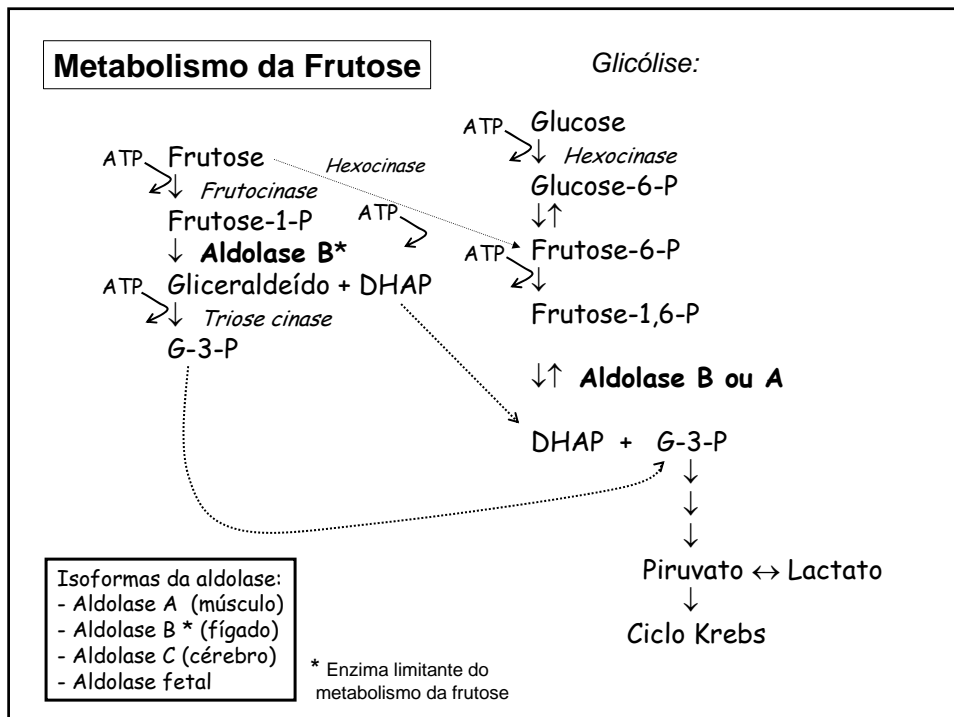 Metabolismo da Frutose
Glicólise:
ATP
Frutose
↓ Frutocinase
Frutose-1-P
↓ Aldolase B*
ATP
Gliceraldeído + DHAP
↓ Triose cinase
G-3-P
Hexocinase
ATP
ATP
Glucose
↓ Hexocinase
Glucose-6-P
↓↑
ATP
Frutose-6-P
↓
Frutose-1,6-P
↓↑ Aldolase B ou A
DHAP + G-3-P
↓
↓
↓
Piruvato ↔ Lactato
↓
Ciclo Krebs
Isoformas da aldolase:
- Aldolase A (músculo)
- Aldolase B * (fígado)
- Aldolase C (cérebro)
- Aldolase fetal
* Enzima limitante do
metabolismo da frutose